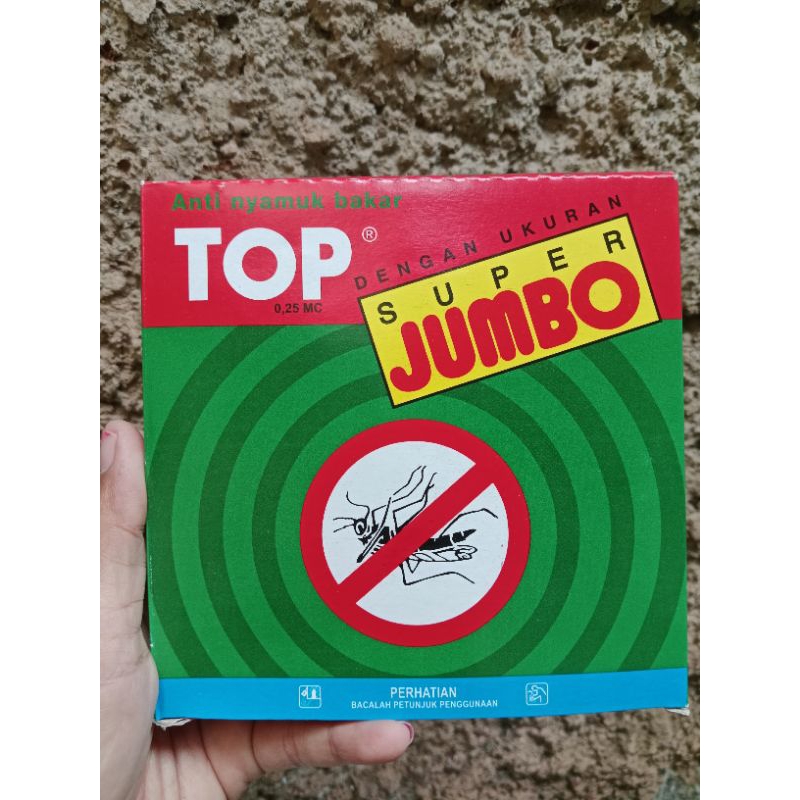 Anti nyamuk bakar
TOP®
0,25 MC
DENGAN UKURAN
SUPER
JUMBO
PERHATIAN
BACALAH PETUNJUK PENGGUNAAN